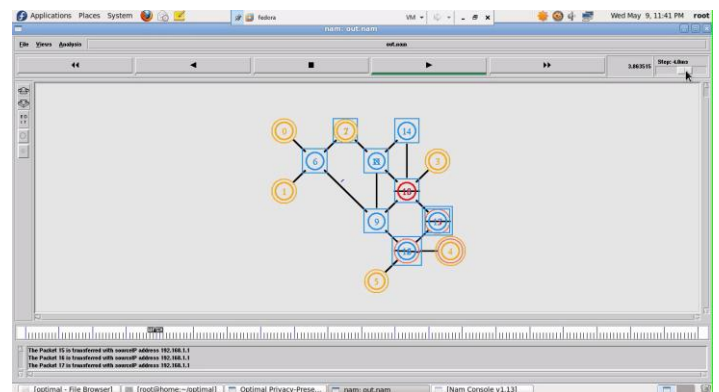 Applications Places System
fedora
VM
Wed May 9, 11:41 PM root
nam: out.nam
File Views Analysis
out.nam
3.863515
Step: 4.0ms
0
2
14
6
3
1
9
4
5
The Packet 15 is transferred with sourceIP address 192.168.1.1
The Packet 16 is transferred with sourceIP address 192.168.1.1
The Packet 17 is transferred with sourceIP address 192.168.1.1
[optimal - File Browser]
[root@home:~/optimal]
Optimal Privacy-Prese...
nam: out.nam
[Nam Console v1.13]